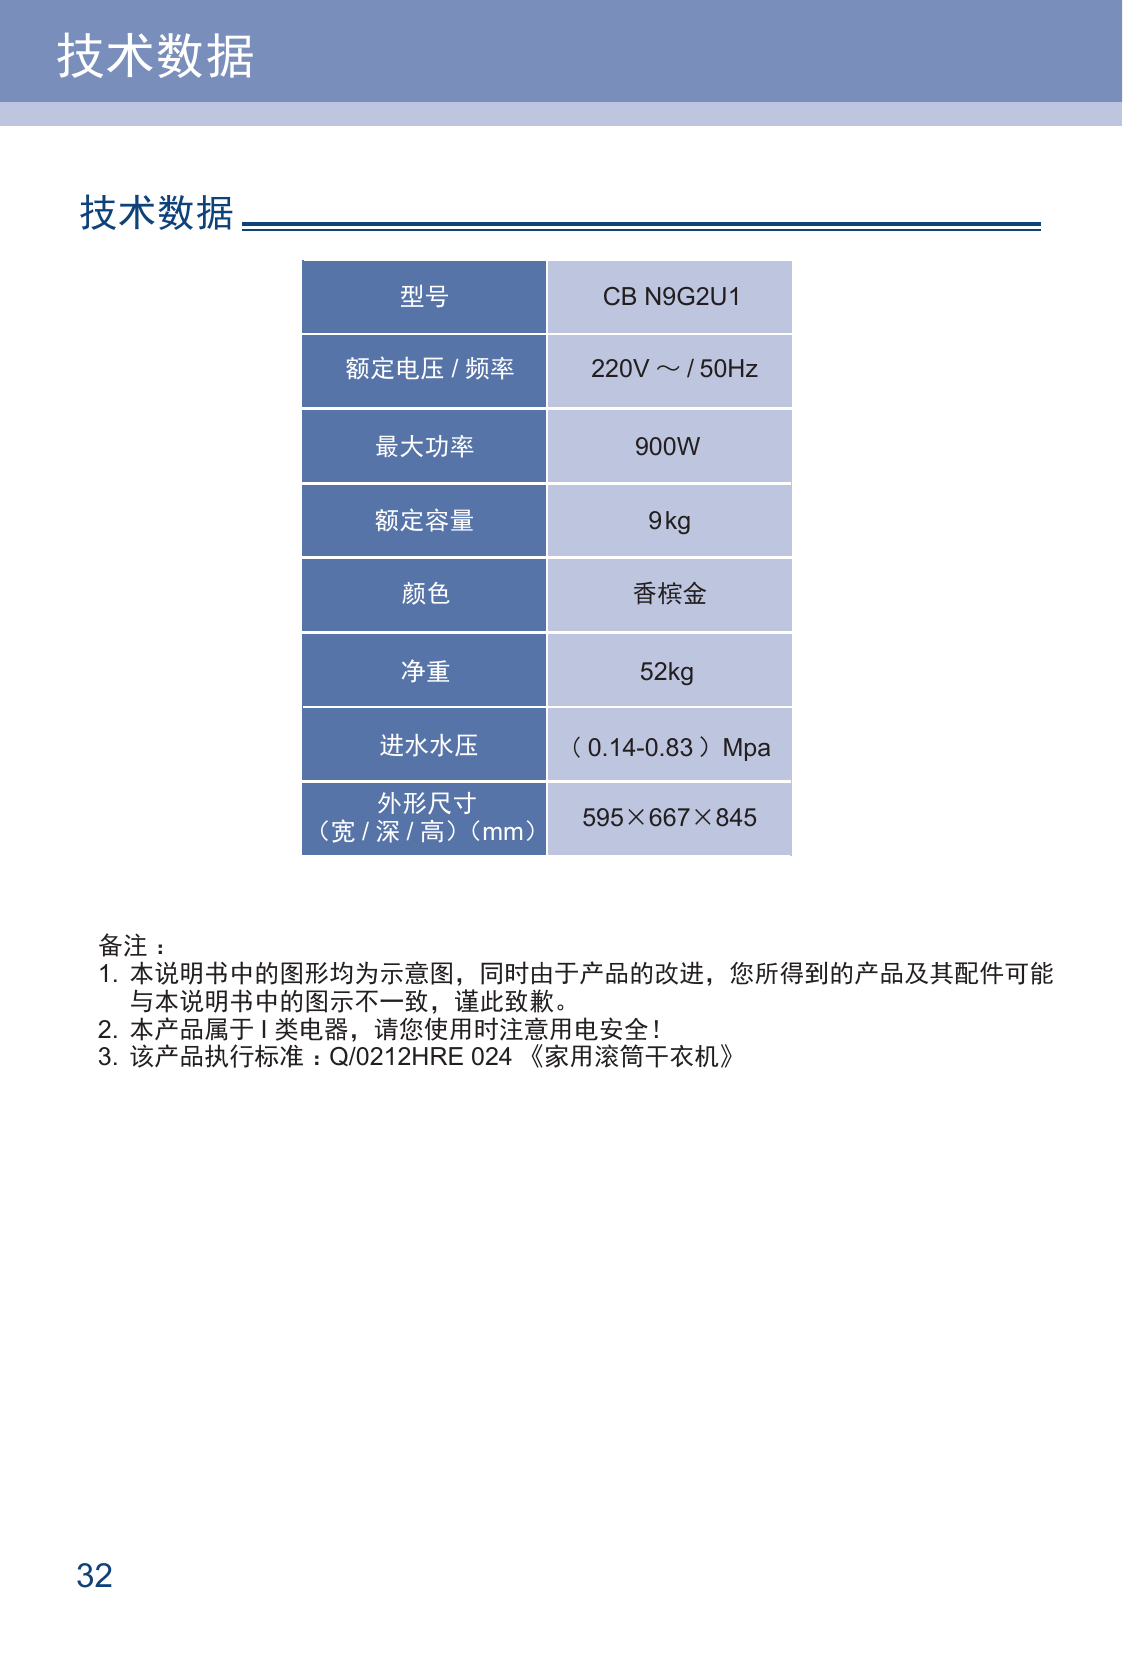 技术数据
技术数据
型号 CB N9G2U1
额定电压 / 频率 220V ～ / 50Hz
最大功率 900W
额定容量 9kg
颜色 香槟金
净重 52kg
进水水压 （ 0.14-0.83 ）Mpa
外形尺寸
（宽 / 深 / 高）（mm） 595×667×845
备注：
1. 本说明书中的图形均为示意图，同时由于产品的改进，您所得到的产品及其配件可能
与本说明书中的图示不一致，谨此致歉。
2. 本产品属于 I 类电器，请您使用时注意用电安全！
3. 该产品执行标准：Q/0212HRE 024 《家用滚筒干衣机》
32